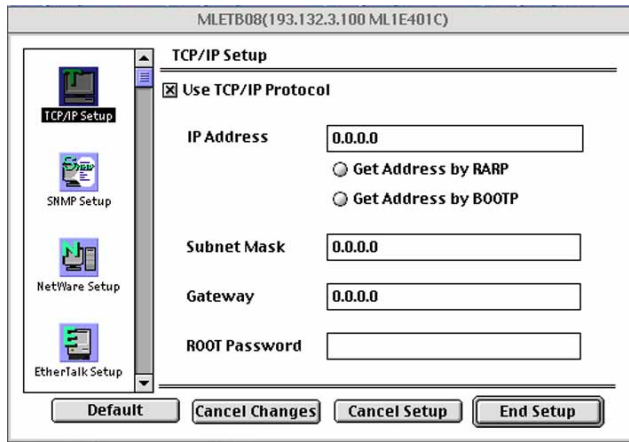 MLETB08(193.132.3.100 ML1E401C)
TCP/IP Setup
SNMP Setup
NetWare Setup
EtherTalk Setup
TCP/IP Setup
Use TCP/IP Protocol
IP Address 0.0.0.0
Get Address by RARP
Get Address by BOOTP
Subnet Mask 0.0.0.0
Gateway 0.0.0.0
ROOT Password
Default Cancel Changes Cancel Setup End Setup